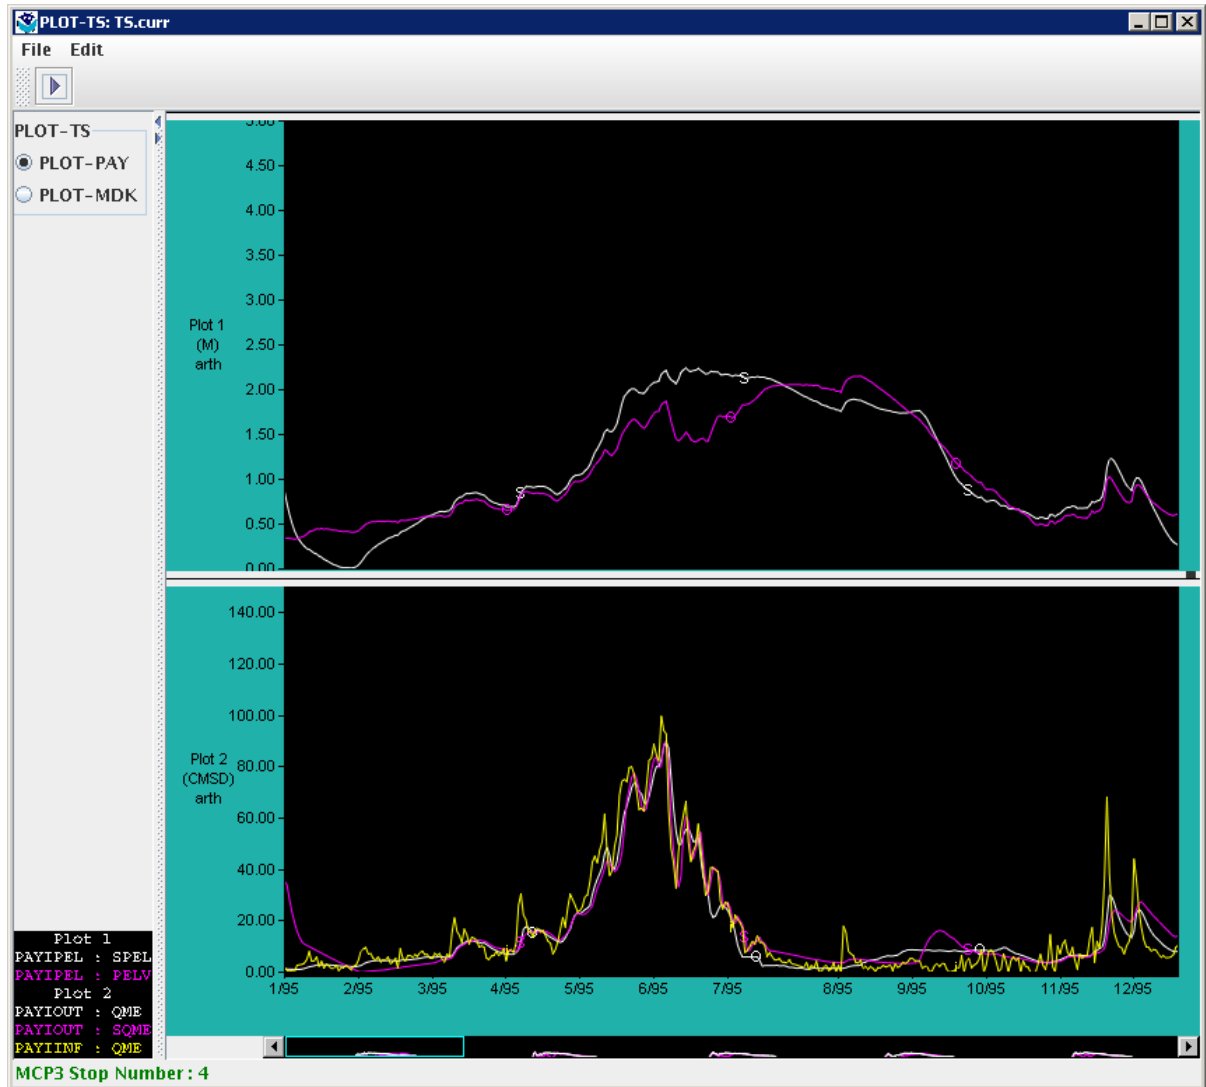 PLOT-TS: TS.curr
File Edit
PLOT-TS
PLOT-PAY
PLOT-MDK
5.00
4.50
4.00
3.50
3.00
Plot 1
(M)
arth
2.50
2.00
1.50
1.00
0.50
0.00
S
S
S
O
O
O
140.00
120.00
100.00
Plot 2
(CMSD)
arth
80.00
60.00
40.00
20.00
0.00
1/95 2/95 3/95 4/95 5/95 6/95 7/95 8/95 9/95 10/95 11/95 12/95
Plot 1
PAYIPEL : SPEL
PAYIPEL : PELV
Plot 2
PAYIOUT : QME
PAYIOUT : SQME
PAYIINF : QME
MCP3 Stop Number: 4